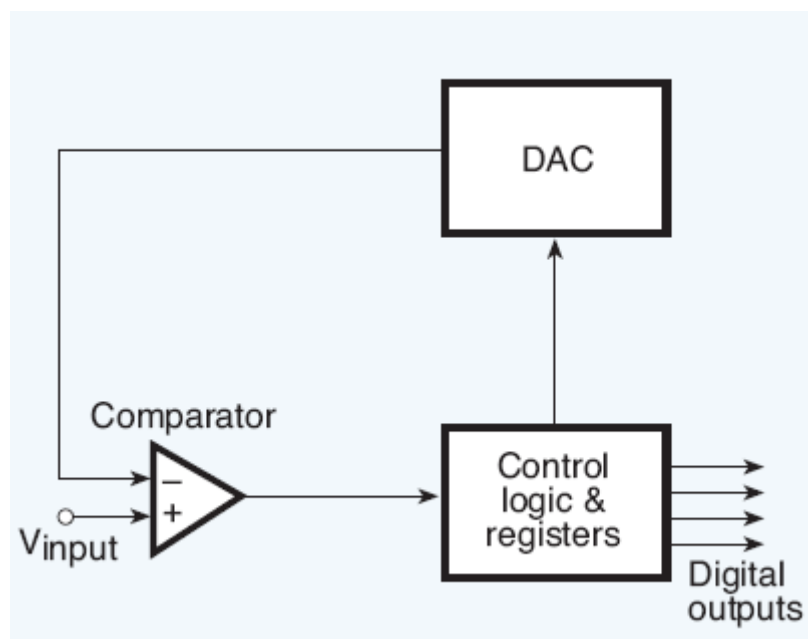 DAC
Comparator
−
+
Vinput
Control
logic &
registers
Digital
outputs